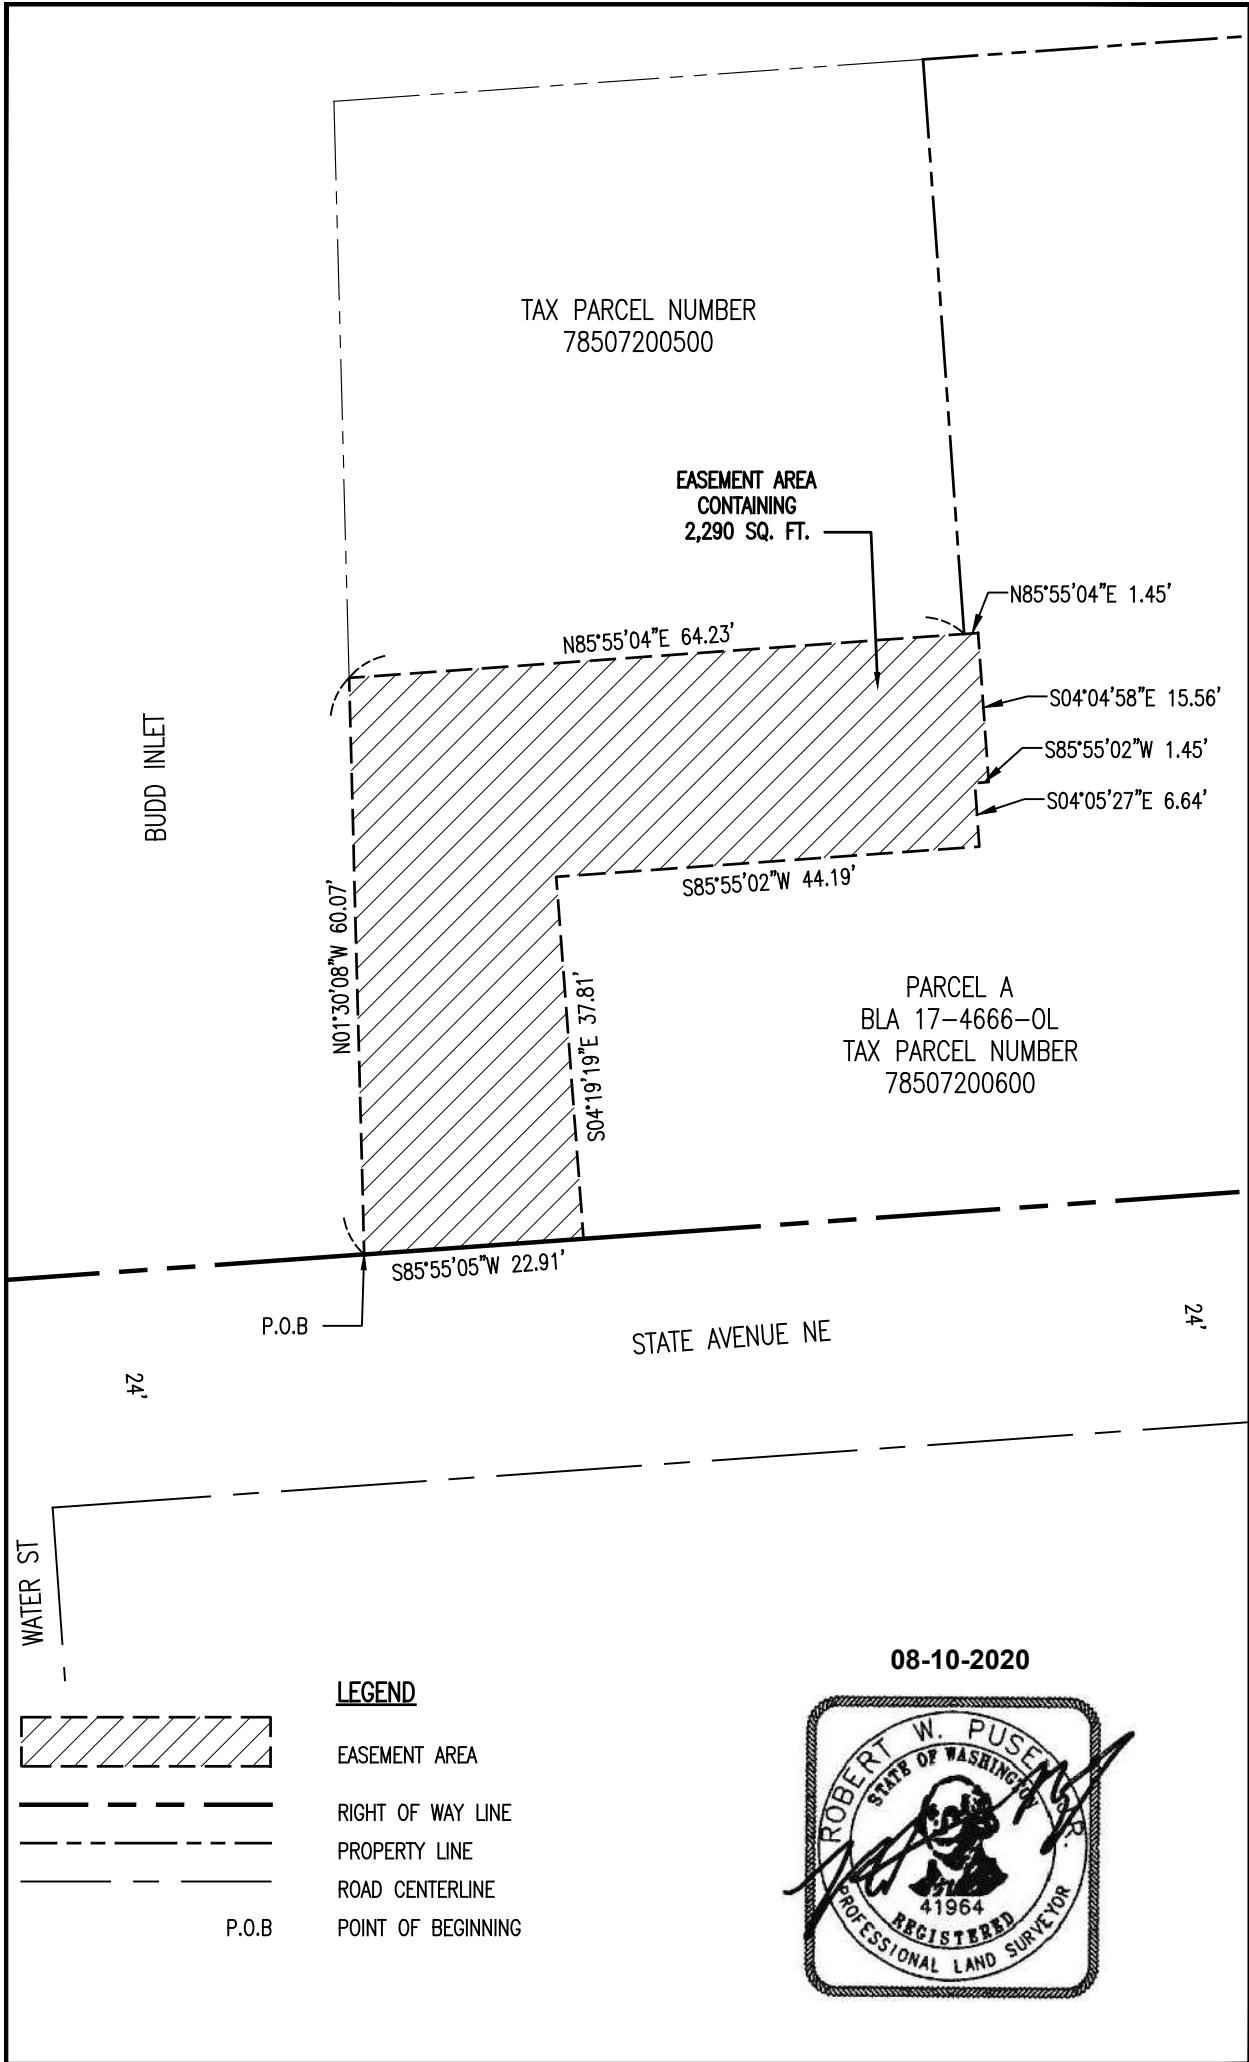 TAX PARCEL NUMBER
78507200500
EASEMENT AREA
CONTAINING
2,290 SQ. FT.
N85°55'04"E 1.45'
N85°55'04"E 64.23'
S04°04'58"E 15.56'
S85°55'02"W 1.45'
S04°05'27"E 6.64'
BUDD INLET
S85°55'02"W 44.19'
N01°30'08"W 60.07'
S04°19'19"E 37.81'
PARCEL A
BLA 17-4666-OL
TAX PARCEL NUMBER
78507200600
S85°55'05"W 22.91'
P.O.B
STATE AVENUE NE
24'
24'
WATER ST
LEGEND
EASEMENT AREA
RIGHT OF WAY LINE
PROPERTY LINE
ROAD CENTERLINE
P.O.B POINT OF BEGINNING
08-10-2020
ROBERT W.
STATE OF WASHINGTON
41964
REGISTERED
PROFESSIONAL LAND SURVEYOR